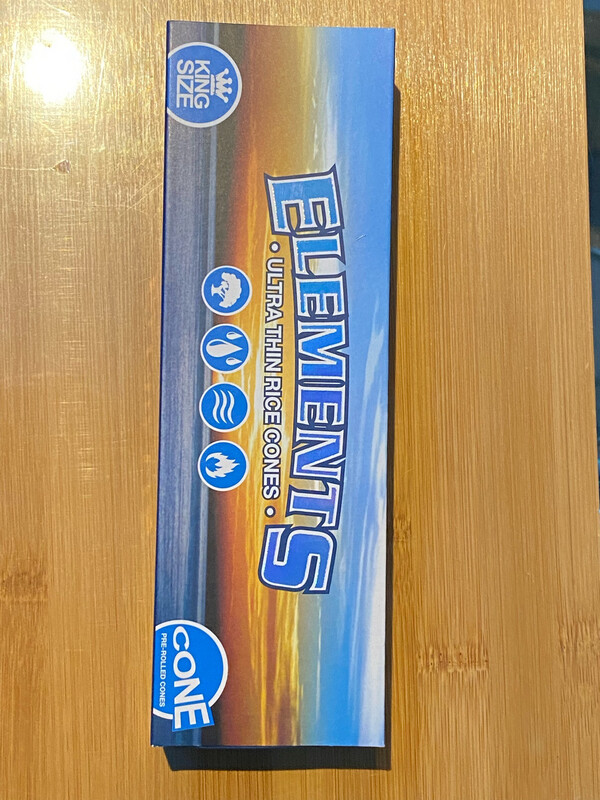 KING
SIZE
ELEMENTS
• ULTRA THIN RICE CONES •
CONE
PRE-ROLLED CONES